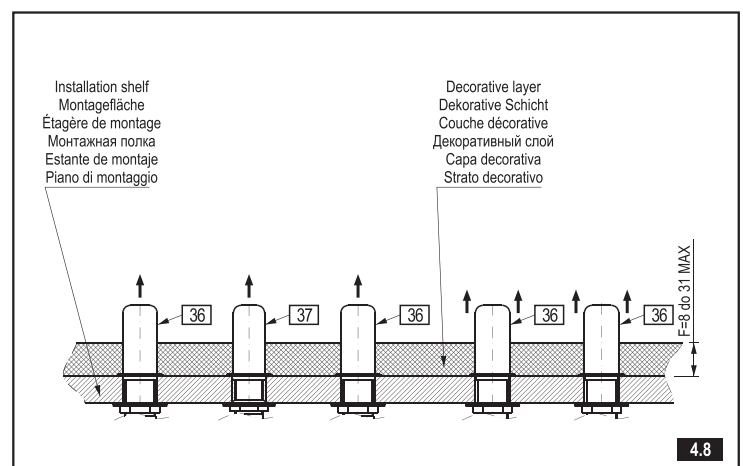 Installation shelf
Montagefläche
Étagère de montage
Монтажная полка
Estante de montaje
Piano di montaggio
Decorative layer
Dekorative Schicht
Couche décorative
Декоративный слой
Capa decorativa
Strato decorativo
36
37
36
36
36
F=8 do 31 MAX
4.8